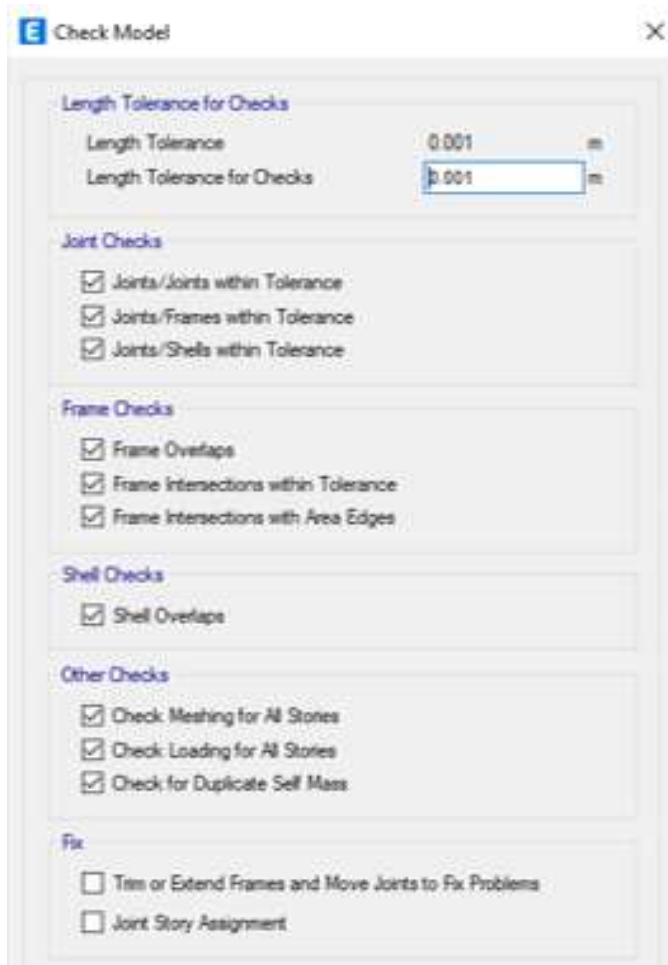 E Check Model
Length Tolerance for Checks
Length Tolerance 0.001 m
Length Tolerance for Checks 0.001 m
Joint Checks
Joints/Joints within Tolerance
Joints/Frames within Tolerance
Joints/Shells within Tolerance
Frame Checks
Frame Overlaps
Frame Intersections within Tolerance
Frame Intersections with Area Edges
Shell Checks
Shell Overlaps
Other Checks
Check Meshing for All Stories
Check Loading for All Stories
Check for Duplicate Self Mass
Fix
Trim or Extend Frames and Move Joints to Fix Problems
Joint Story Assignment